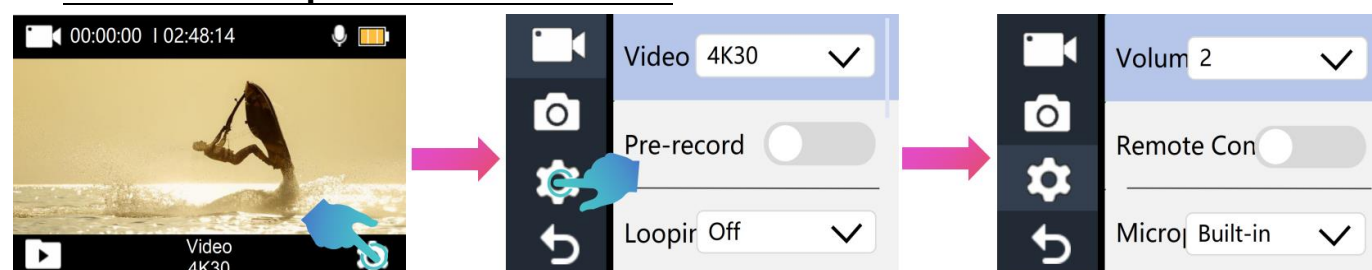 00:00:00 | 02:48:14
Video
4K30
Video 4K30
Pre-record
Loopin Off
Volum 2
Remote Con
Microp Built-in